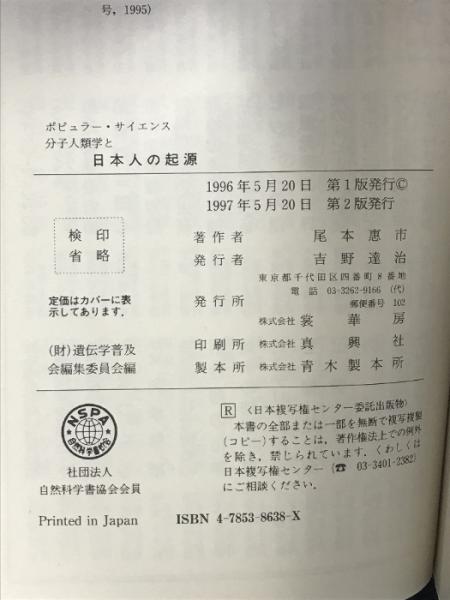 号, 1995)
ポピュラー・サイエンス
分子人類学と
日本人の起源
1996年5月20日 第1版発行©
1997年5月20日 第2版発行
検印
省略
著作者 尾本恵市
発行者 吉野達治
東京都千代田区四番町8番地
電話 03-3262-9166 (代)
郵便番号 102
定価はカバーに表
示してあります.
発行所 株式会社 裳華房
(財)遺伝学普及
会編集委員会編
印刷所 株式会社 真興社
製本所 株式会社 青木製本所
NSPA
自然科学書協会
社団法人
自然科学書協会会員
R 〈日本複写権センター委託出版物〉
本書の全部または一部を無断で複写複製
(コピー)することは, 著作権法上での例外
を除き, 禁じられています. くわしくは
日本複写権センター (☎ 03-3401-2382)
にご相談ください.
Printed in Japan ISBN 4-7853-8638-X